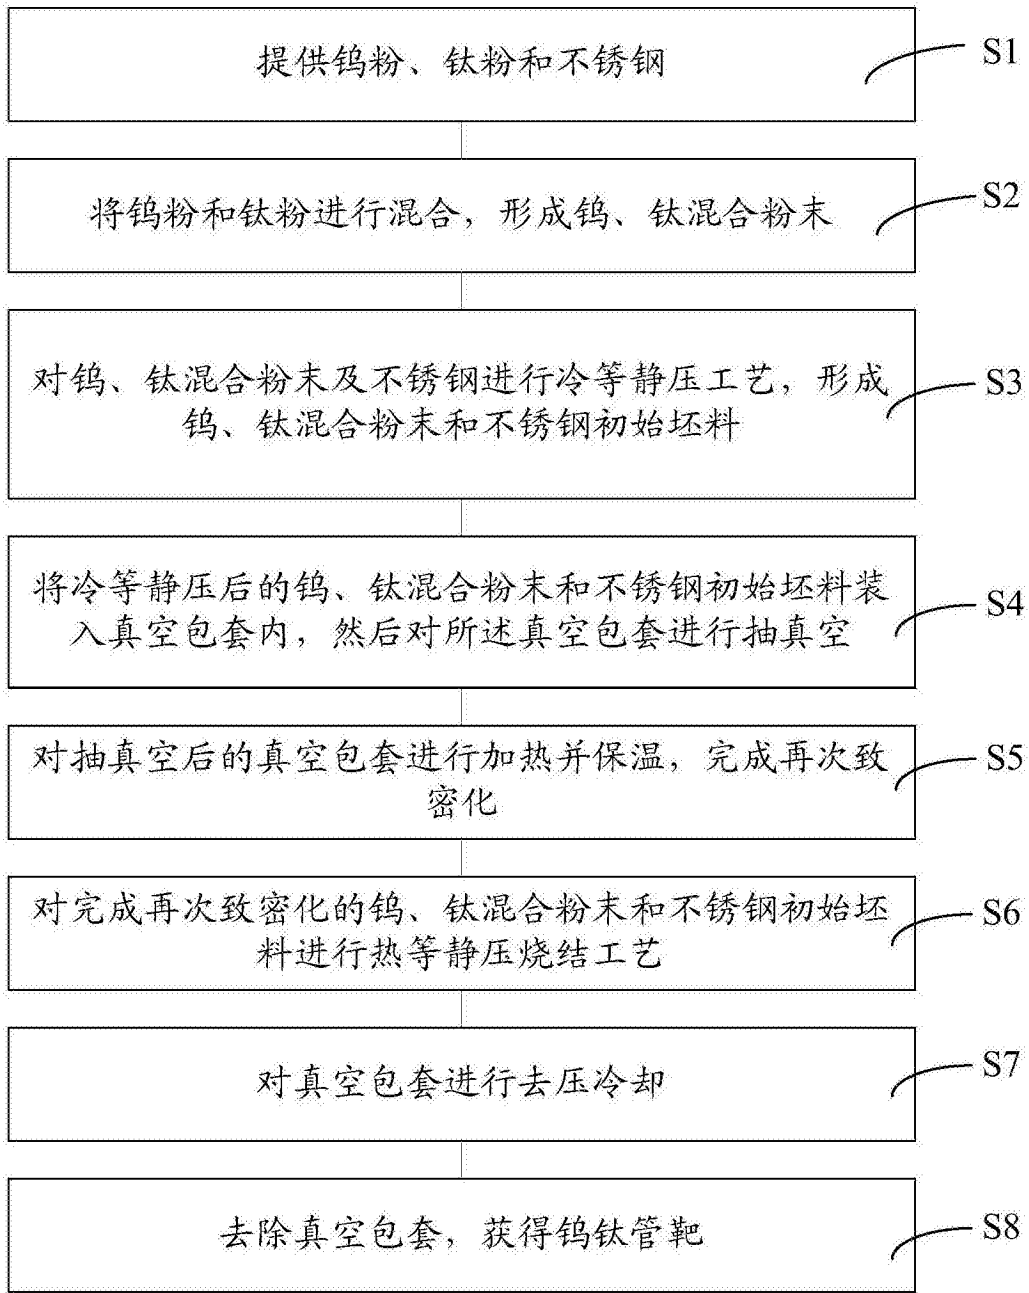 提供钨粉、钛粉和不锈钢
S1
将钨粉和钛粉进行混合，形成钨、钛混合粉末
S2
对钨、钛混合粉末及不锈钢进行冷等静压工艺，形成
钨、钛混合粉末和不锈钢初始坯料
S3
将冷等静压后的钨、钛混合粉末和不锈钢初始坯料装
入真空包套内，然后对所述真空包套进行抽真空
S4
对抽真空后的真空包套进行加热并保温，完成再次致
密化
S5
对完成再次致密化的钨、钛混合粉末和不锈钢初始坯
料进行热等静压烧结工艺
S6
对真空包套进行去压冷却
S7
去除真空包套，获得钨钛管靶
S8